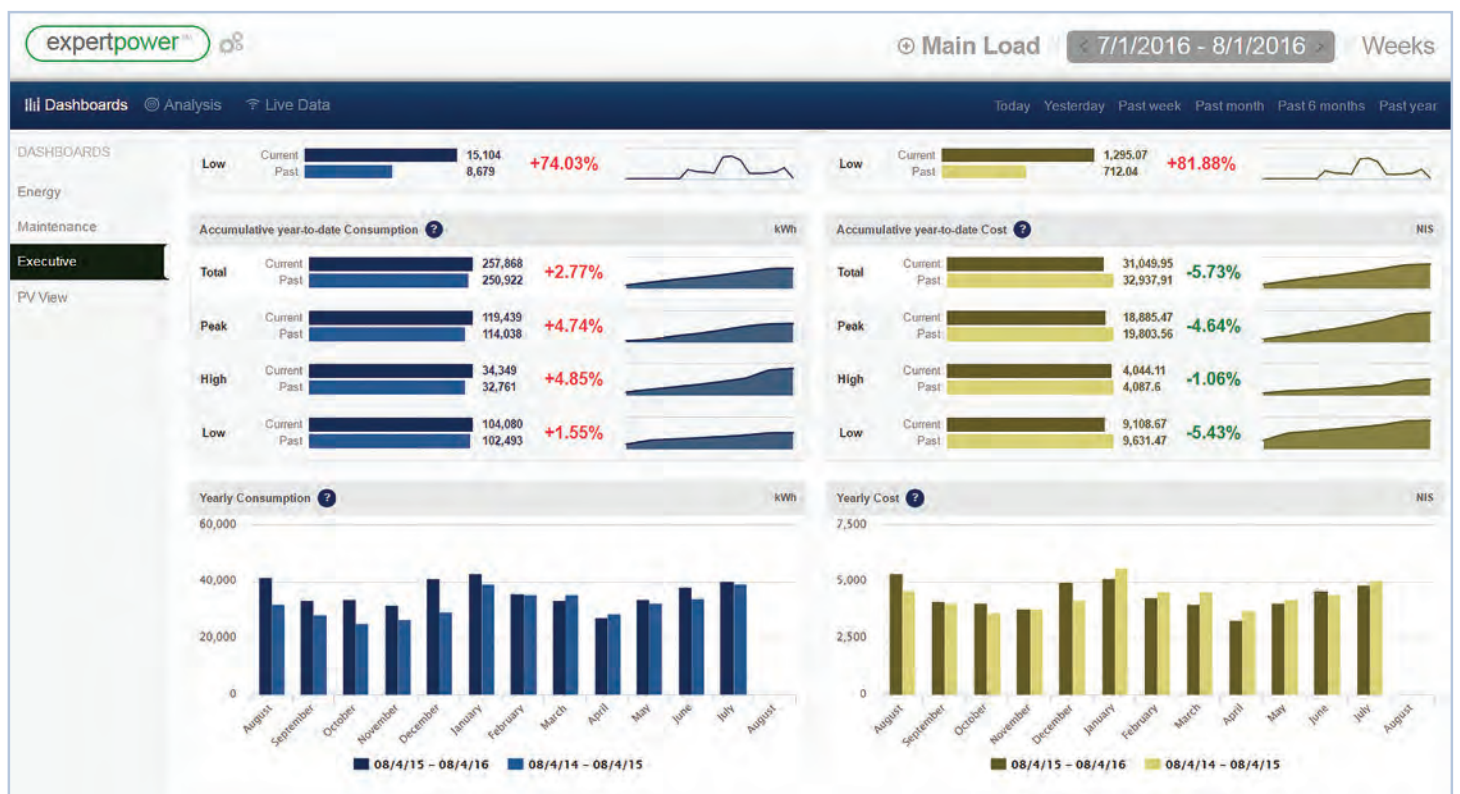 expertpower™
Main Load < 7/1/2016 - 8/1/2016 > Weeks
Dashboards Analysis Live Data
Today Yesterday Past week Past month Past 6 months Past year
DASHBOARDS
Energy
Maintenance
Executive
PV View
Low Current 15,104 +74.03%
Past 8,679
Low Current 1,295.07 +81.88%
Past 712.04
Accumulative year-to-date Consumption ? kWh
Total Current 257,868 +2.77%
Past 250,922
Peak Current 119,439 +4.74%
Past 114,038
High Current 34,349 +4.85%
Past 32,761
Low Current 104,080 +1.55%
Past 102,493
Accumulative year-to-date Cost ? NIS
Total Current 31,049.95 -5.73%
Past 32,937.91
Peak Current 18,885.47 -4.64%
Past 19,803.56
High Current 4,044.11 -1.06%
Past 4,087.6
Low Current 9,108.67 -5.43%
Past 9,631.47
Yearly Consumption ? kWh
60,000
40,000
20,000
0
August September October November December January February March April May June July August
08/4/15 – 08/4/16 08/4/14 – 08/4/15
Yearly Cost ? NIS
7,500
5,000
2,500
0
August September October November December January February March April May June July August
08/4/15 – 08/4/16 08/4/14 – 08/4/15